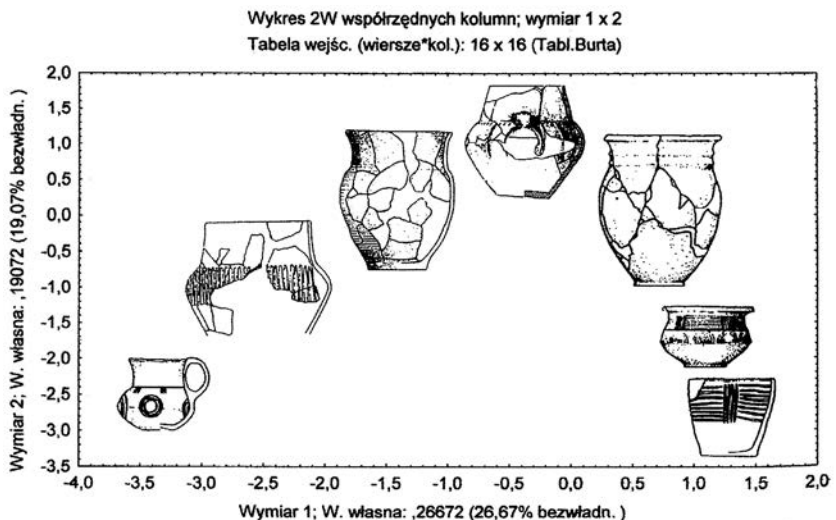 Wykres 2W współrzędnych kolumn; wymiar 1 x 2
Tabela wejśc. (wiersze*kol.): 16 x 16 (Tabl.Burta)
Wymiar 2; W. własna: ,19072 (19,07% bezwładn. )
2,0
1,5
1,0
0,5
0,0
-0,5
-1,0
-1,5
-2,0
-2,5
-3,0
-3,5
-4,0 -3,5 -3,0 -2,5 -2,0 -1,5 -1,0 -0,5 0,0 0,5 1,0 1,5 2,0
Wymiar 1; W. własna: ,26672 (26,67% bezwładn. )